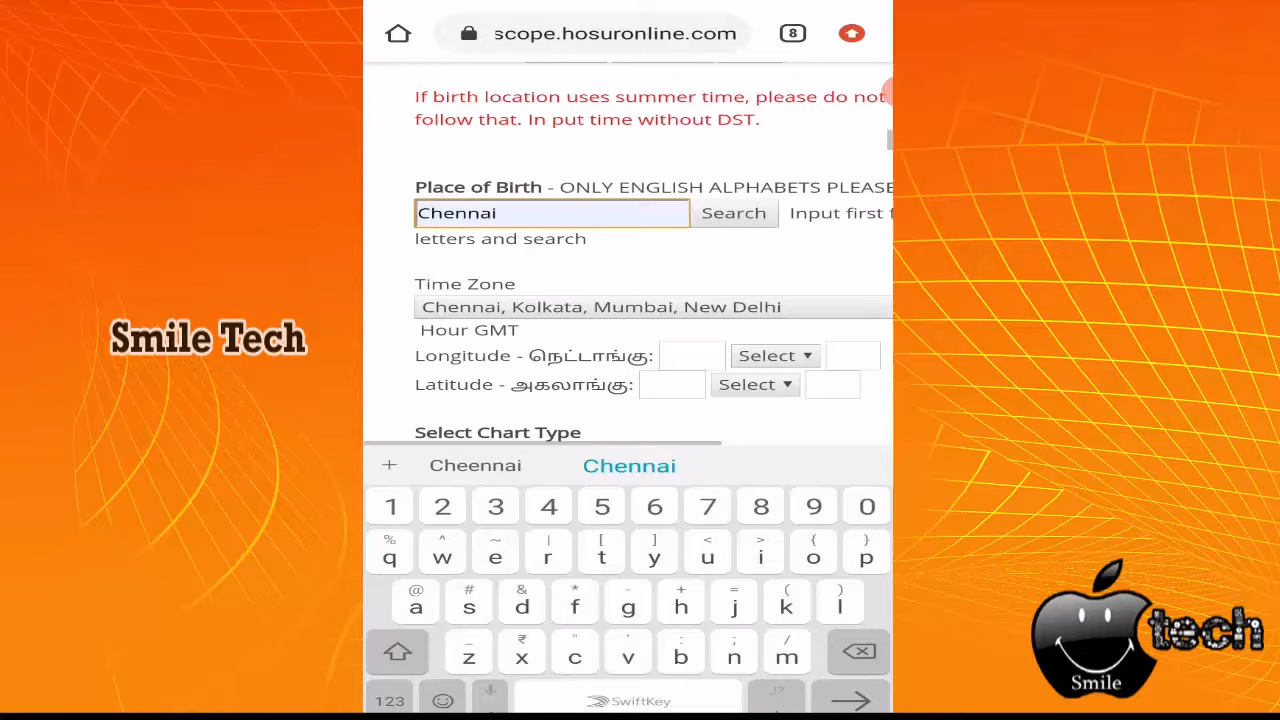 scope.hosuronline.com
8
If birth location uses summer time, please do not
follow that. In put time without DST.
Place of Birth - ONLY ENGLISH ALPHABETS PLEASE
Chennai Search Input first f
letters and search
Time Zone
Chennai, Kolkata, Mumbai, New Delhi
Hour GMT
Longitude - நெட்டாங்கு: Select ▼
Latitude - அகலாங்கு: Select ▼
Select Chart Type
+ Cheennai Chennai
1 2 3 4 5 6 7 8 9 0
% ^ ~ | [ ] < > { }
q w e r t y u i o p
@ # & * - + = ( )
a s d f g h j k l
_ ₹ " ' : ; /
z x c v b n m
123 ,!? SwiftKey
Smile Tech
tech
Smile